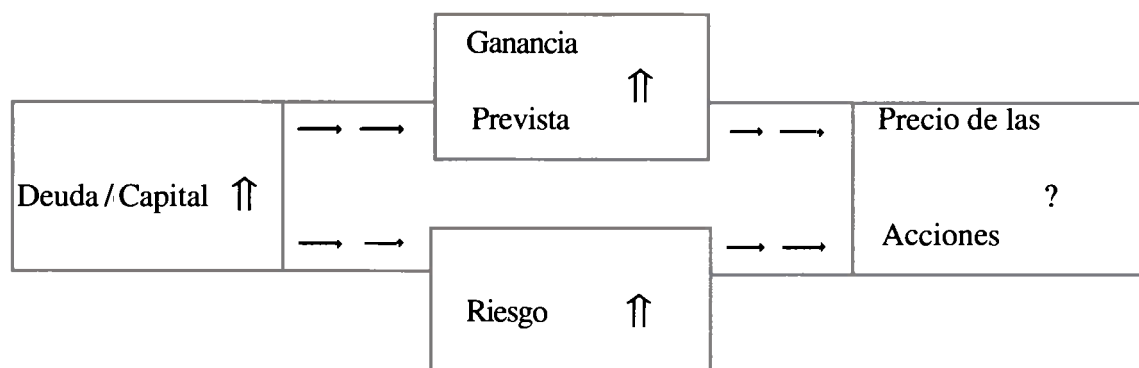 Ganancia
⇑
Prevista
Deuda / Capital ⇑
Precio de las
?
Acciones
Riesgo ⇑